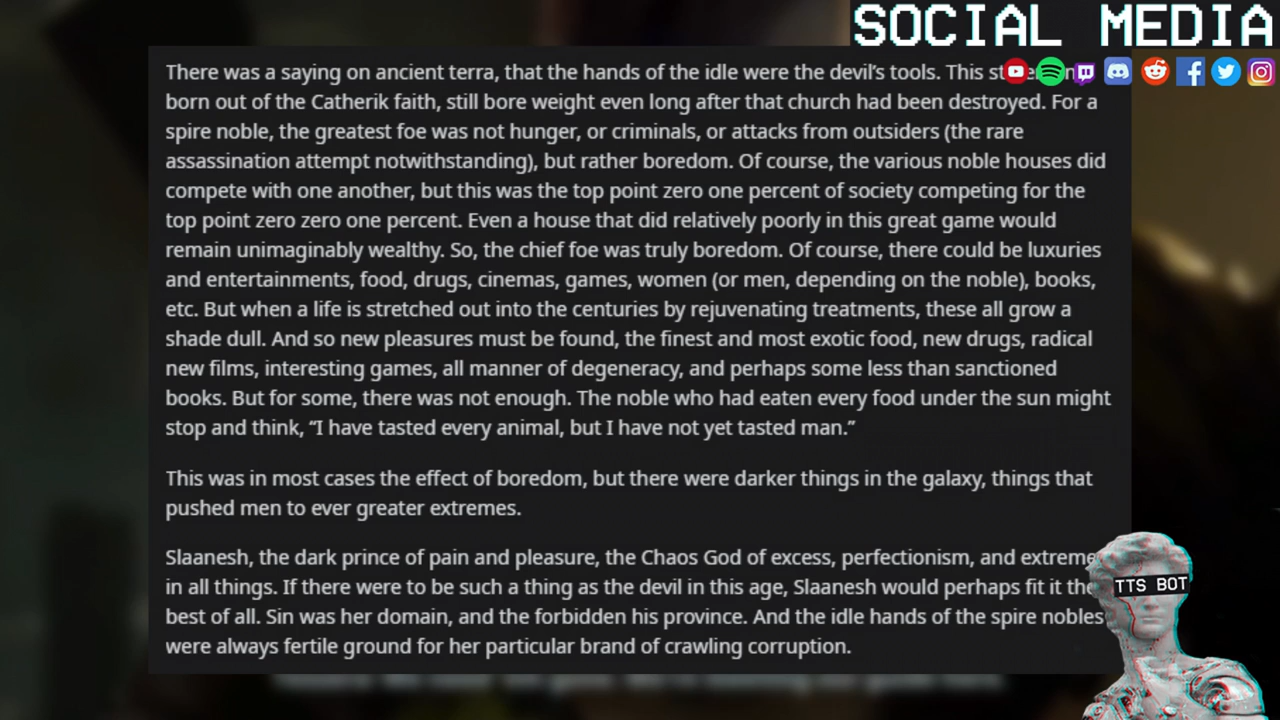 SOCIAL MEDIA
There was a saying on ancient terra, that the hands of the idle were the devil's tools. This
born out of the Catherik faith, still bore weight even long after that church had been destroyed. For a
spire noble, the greatest foe was not hunger, or criminals, or attacks from outsiders (the rare
assassination attempt notwithstanding), but rather boredom. Of course, the various noble houses did
compete with one another, but this was the top point zero one percent of society competing for the
top point zero zero one percent. Even a house that did relatively poorly in this great game would
remain unimaginably wealthy. So, the chief foe was truly boredom. Of course, there could be luxuries
and entertainments, food, drugs, cinemas, games, women (or men, depending on the noble), books,
etc. But when a life is stretched out into the centuries by rejuvenating treatments, these all grow a
shade dull. And so new pleasures must be found, the finest and most exotic food, new drugs, radical
new films, interesting games, all manner of degeneracy, and perhaps some less than sanctioned
books. But for some, there was not enough. The noble who had eaten every food under the sun might
stop and think, “I have tasted every animal, but I have not yet tasted man.”
This was in most cases the effect of boredom, but there were darker things in the galaxy, things that
pushed men to ever greater extremes.
Slaanesh, the dark prince of pain and pleasure, the Chaos God of excess, perfectionism, and extreme
in all things. If there were to be such a thing as the devil in this age, Slaanesh would perhaps fit it the
best of all. Sin was her domain, and the forbidden his province. And the idle hands of the spire nobles
were always fertile ground for her particular brand of crawling corruption.
TTS BOT